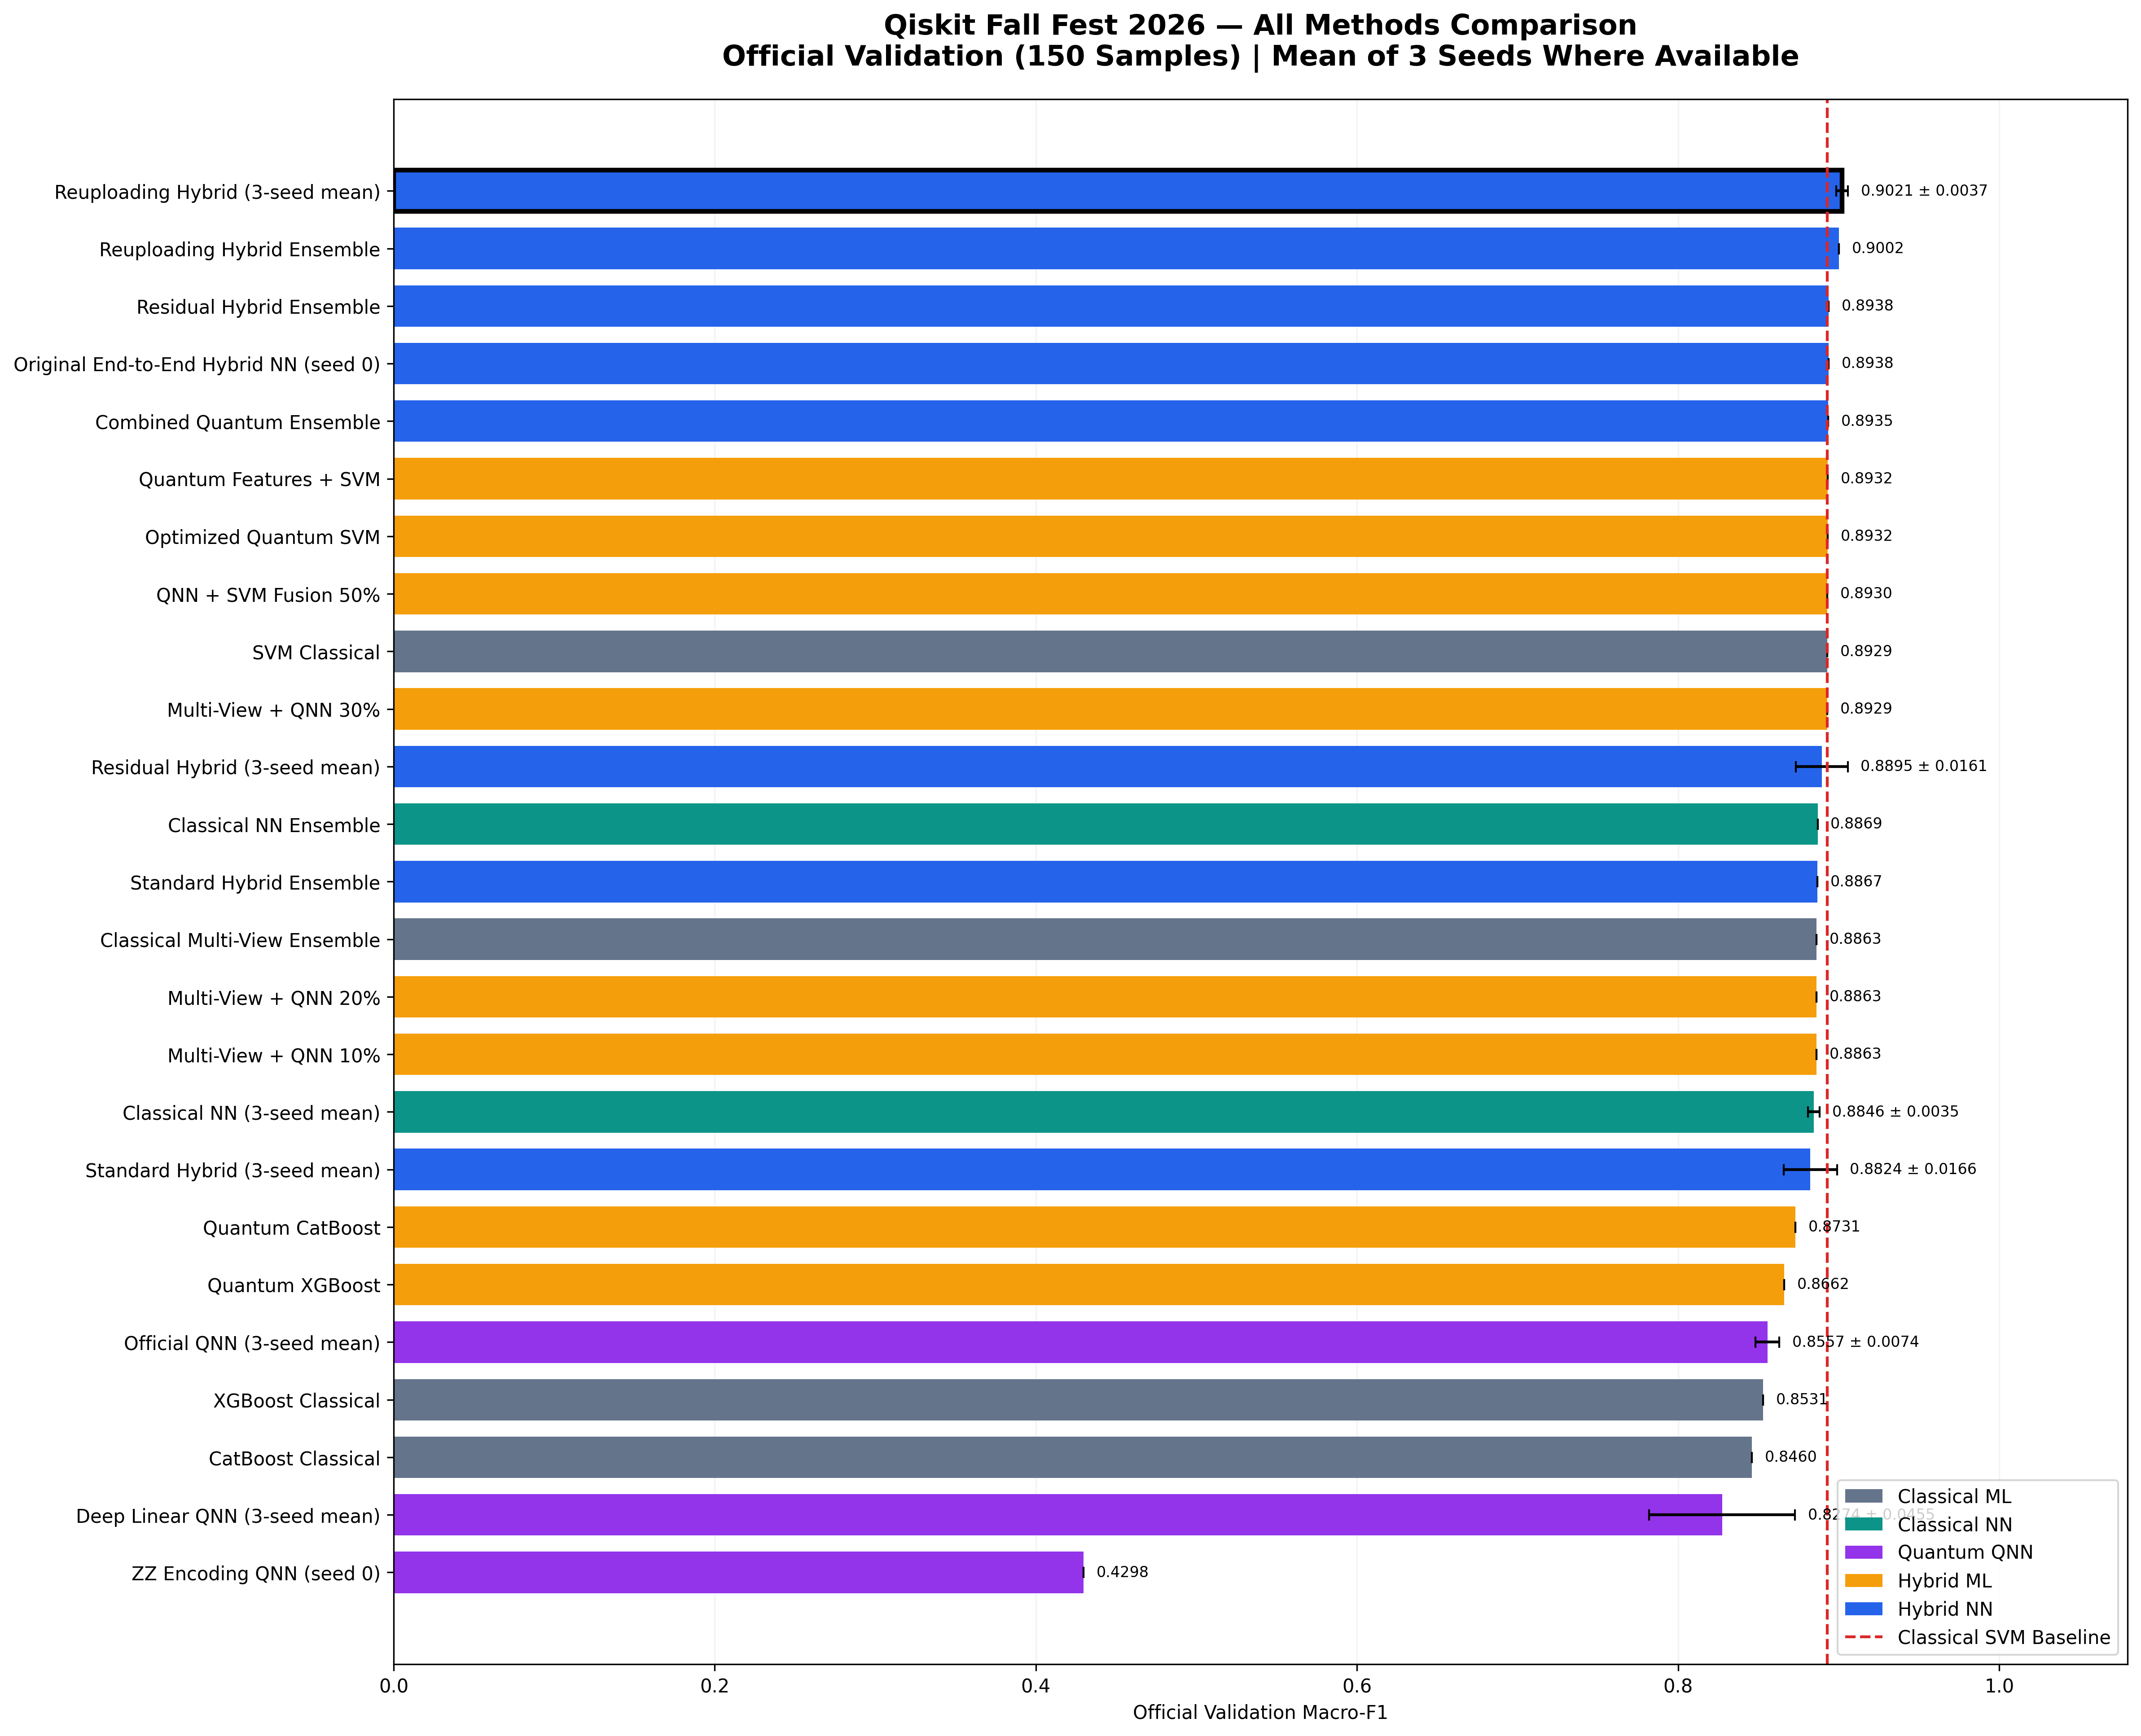 Qiskit Fall Fest 2026 — All Methods Comparison
Official Validation (150 Samples) | Mean of 3 Seeds Where Available
Reuploading Hybrid (3-seed mean) 0.9021 ± 0.0037
Reuploading Hybrid Ensemble 0.9002
Residual Hybrid Ensemble 0.8938
Original End-to-End Hybrid NN (seed 0) 0.8938
Combined Quantum Ensemble 0.8935
Quantum Features + SVM 0.8932
Optimized Quantum SVM 0.8932
QNN + SVM Fusion 50% 0.8930
SVM Classical 0.8929
Multi-View + QNN 30% 0.8929
Residual Hybrid (3-seed mean) 0.8895 ± 0.0161
Classical NN Ensemble 0.8869
Standard Hybrid Ensemble 0.8867
Classical Multi-View Ensemble 0.8863
Multi-View + QNN 20% 0.8863
Multi-View + QNN 10% 0.8863
Classical NN (3-seed mean) 0.8846 ± 0.0035
Standard Hybrid (3-seed mean) 0.8824 ± 0.0166
Quantum CatBoost 0.8731
Quantum XGBoost 0.8662
Official QNN (3-seed mean) 0.8557 ± 0.0074
XGBoost Classical 0.8531
CatBoost Classical 0.8460
Deep Linear QNN (3-seed mean) 0.8274 ± 0.0455
ZZ Encoding QNN (seed 0) 0.4298
Classical ML
Classical NN
Quantum QNN
Hybrid ML
Hybrid NN
Classical SVM Baseline
0.0 0.2 0.4 0.6 0.8 1.0
Official Validation Macro-F1